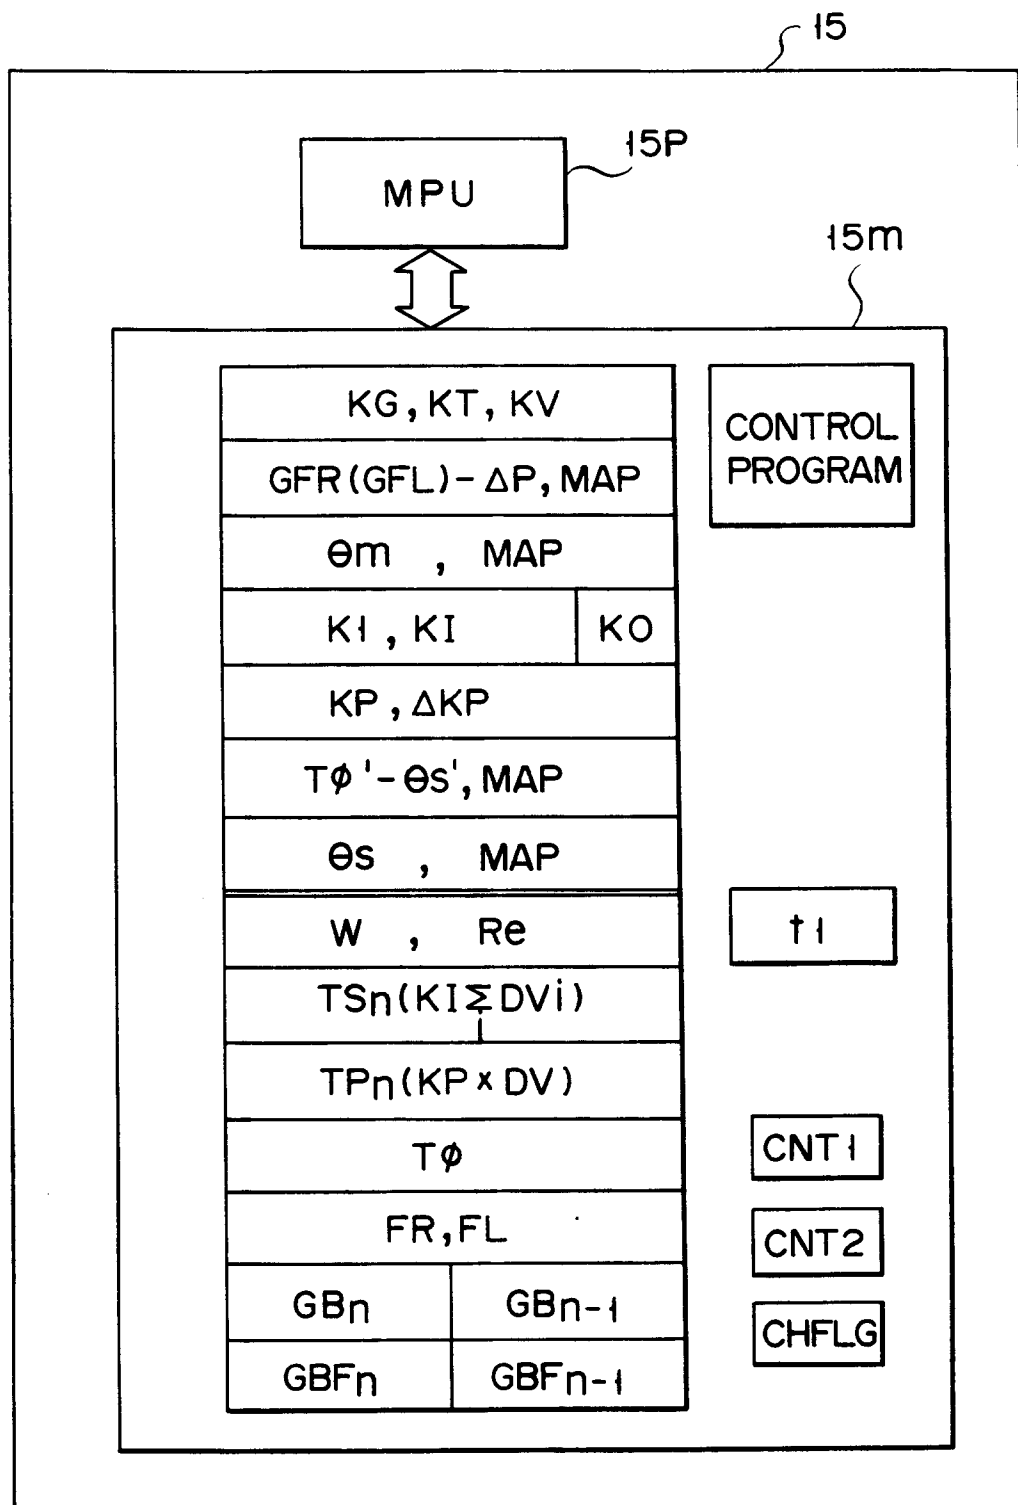 15
15P
MPU
15m
KG, KT, KV
CONTROL
PROGRAM
GFR(GFL)-ΔP, MAP
θm , MAP
K1, KI
KO
KP, ΔKP
Tφ'-θs', MAP
θs , MAP
W , Re
t1
TSn(KIΣDVi)
TPn(KP×DV)
Tφ
CNT1
FR, FL
CNT2
GBn
GBn-1
CHFLG
GBFn
GBFn-1